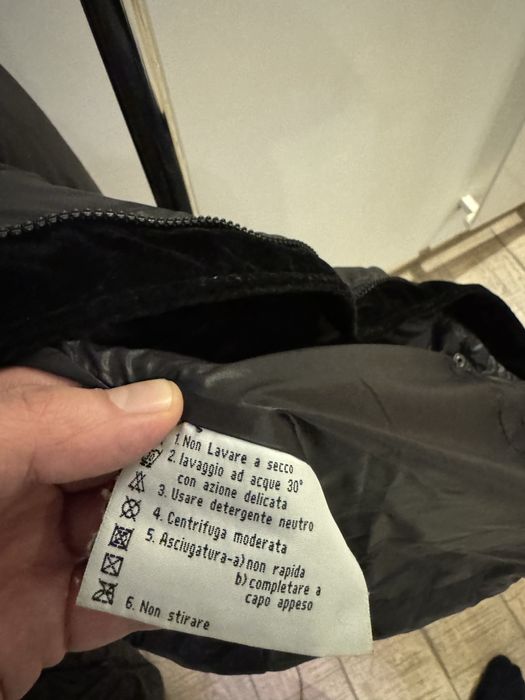 1. Non Lavare a secco
2. lavaggio ad acque 30°
con azione delicata
3. Usare detergente neutro
4. Centrifuga moderata
5. Asciugatura-a)non rapida
b)completare a
capo appeso
6. Non stirare